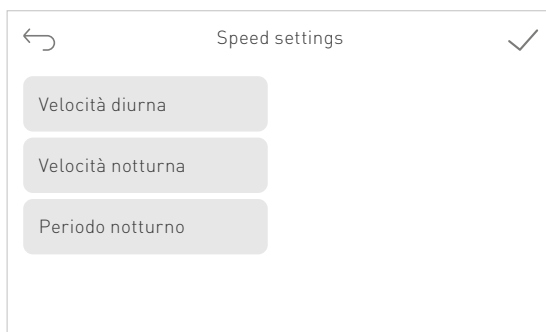 Speed settings
Velocità diurna
Velocità notturna
Periodo notturno